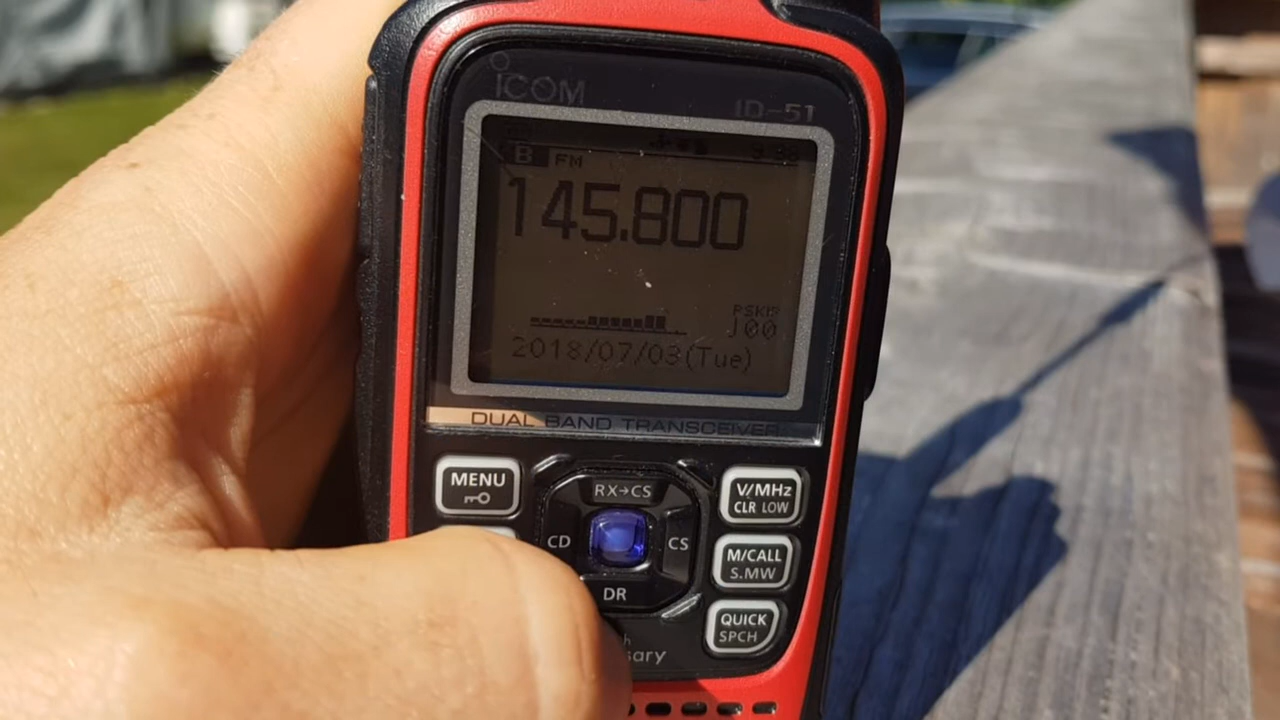 ICOM
ID-51
B FM
145.800
PSKIP
J00
2018/07/03(Tue)
DUAL BAND TRANSCEIVER
MENU
RX→CS
V/MHz
CLR LOW
CD
CS
M/CALL
S.MW
DR
QUICK
SPCH